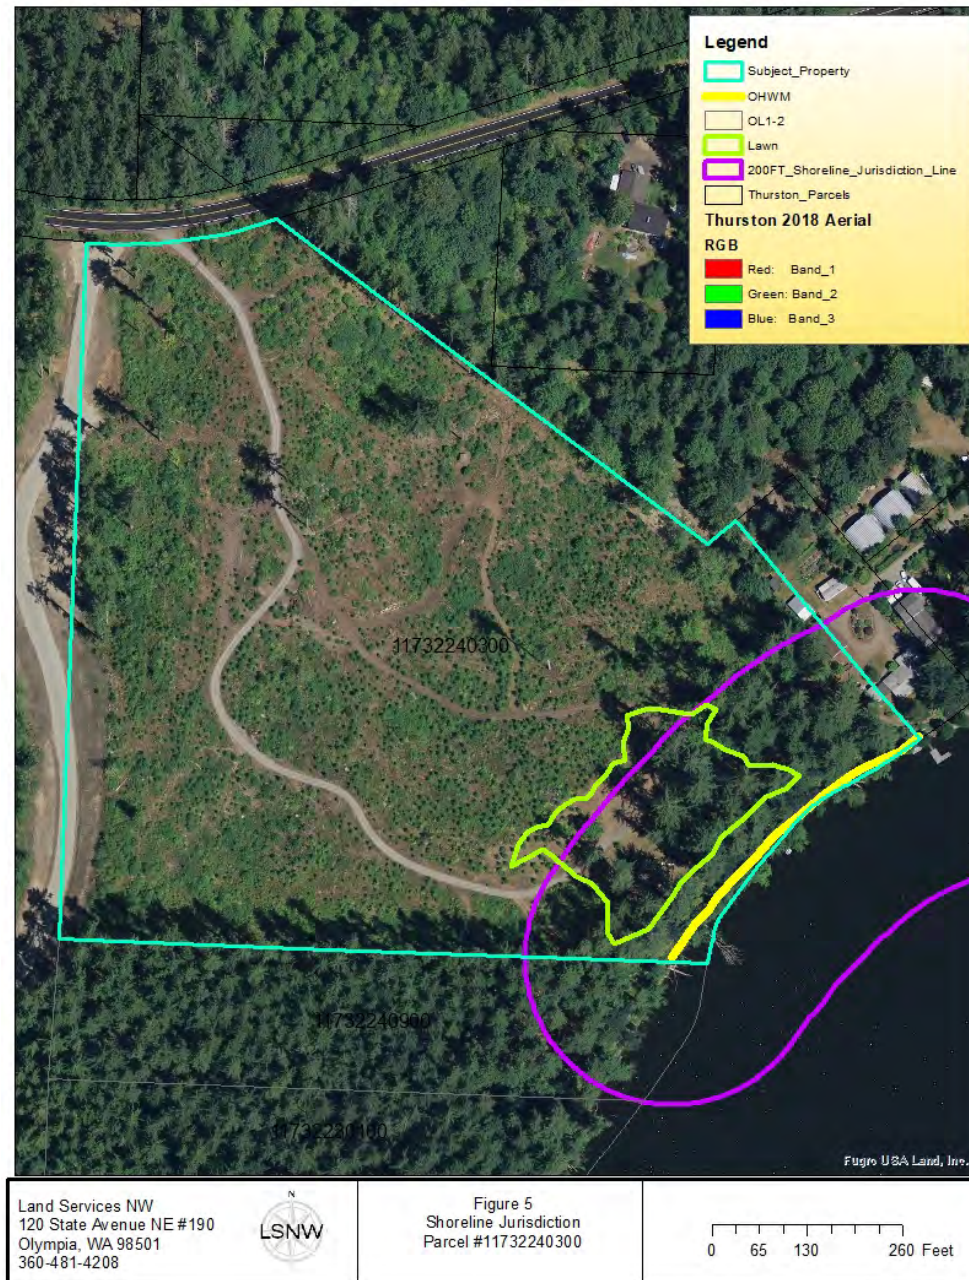 Legend
Subject_Property
OHWM
OL1-2
Lawn
200FT_Shoreline_Jurisdiction_Line
Thurston_Parcels
Thurston 2018 Aerial
RGB
Red: Band_1
Green: Band_2
Blue: Band_3
11732240300
11732240900
11732220100
Fugro USA Land, Inc.
Land Services NW
120 State Avenue NE #190
Olympia, WA 98501
360-481-4208
N
LSNW
Figure 5
Shoreline Jurisdiction
Parcel #11732240300
0 65 130 260 Feet